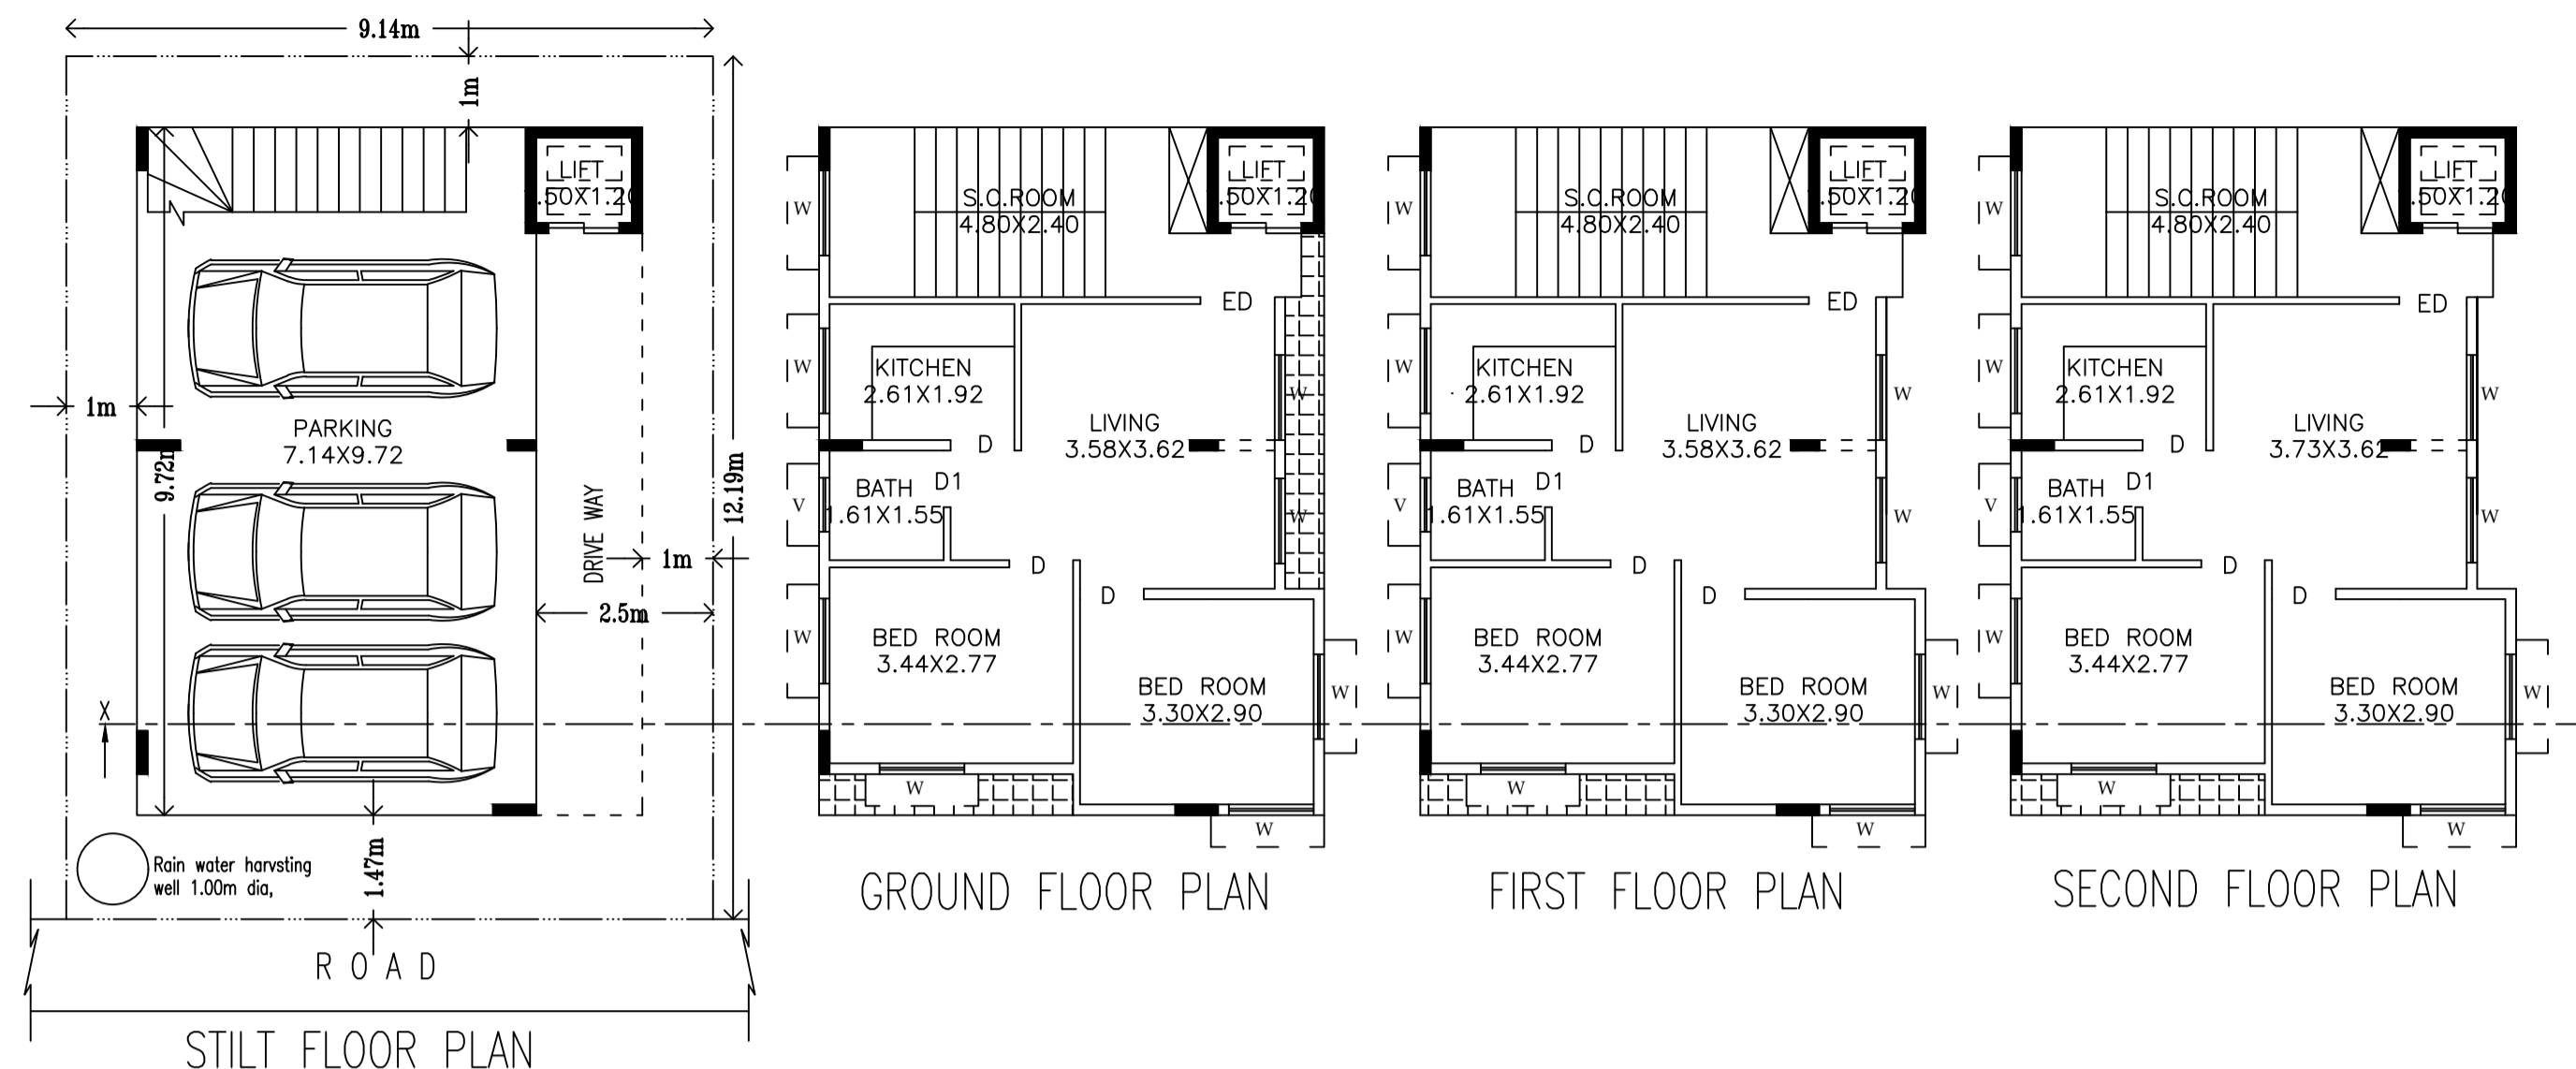 9.14m
1m
LIFT
.50X1.20
1m
PARKING
7.14X9.72
9.72m
12.19m
DRIVE WAY
1m
2.5m
X
1.47m
Rain water harvsting
well 1.00m dia,
R O A D
STILT FLOOR PLAN
W
S.C.ROOM
4.80X2.40
LIFT
.50X1.20
ED
W
KITCHEN
2.61X1.92
W
LIVING
3.58X3.62
D
V
BATH
1.61X1.55
D1
W
D
D
W
BED ROOM
3.44X2.77
BED ROOM
3.30X2.90
W
W
W
GROUND FLOOR PLAN
W
S.C.ROOM
4.80X2.40
LIFT
.50X1.20
ED
W
KITCHEN
2.61X1.92
W
LIVING
3.58X3.62
D
V
BATH
1.61X1.55
D1
W
D
D
W
BED ROOM
3.44X2.77
BED ROOM
3.30X2.90
W
W
W
FIRST FLOOR PLAN
W
S.C.ROOM
4.80X2.40
LIFT
.50X1.20
ED
W
KITCHEN
2.61X1.92
W
LIVING
3.73X3.62
D
V
BATH
1.61X1.55
D1
W
D
D
W
BED ROOM
3.44X2.77
BED ROOM
3.30X2.90
W
W
W
SECOND FLOOR PLAN